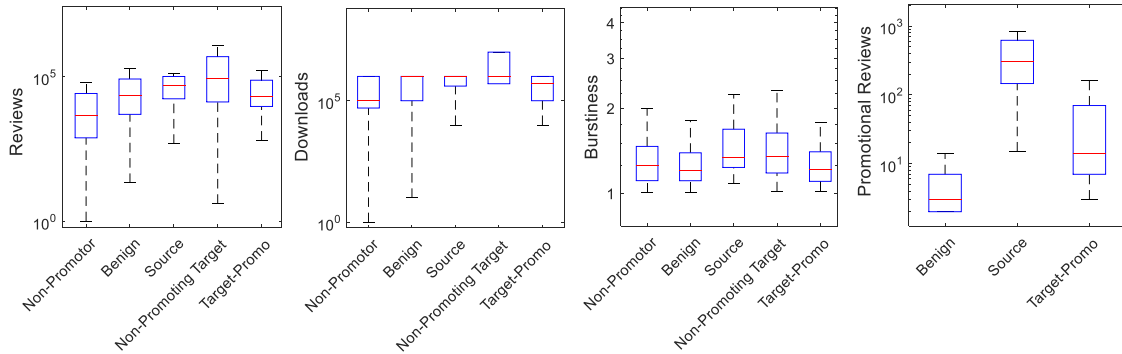 Reviews
10^5
10^0
Non-Promotor
Benign
Source
Non-Promoting Target
Target-Promo
Downloads
10^5
10^0
Non-Promotor
Benign
Source
Non-Promoting Target
Target-Promo
Burstiness
4
3
2
1
Non-Promotor
Benign
Source
Non-Promoting Target
Target-Promo
Promotional Reviews
10^3
10^2
10^1
Benign
Source
Target-Promo